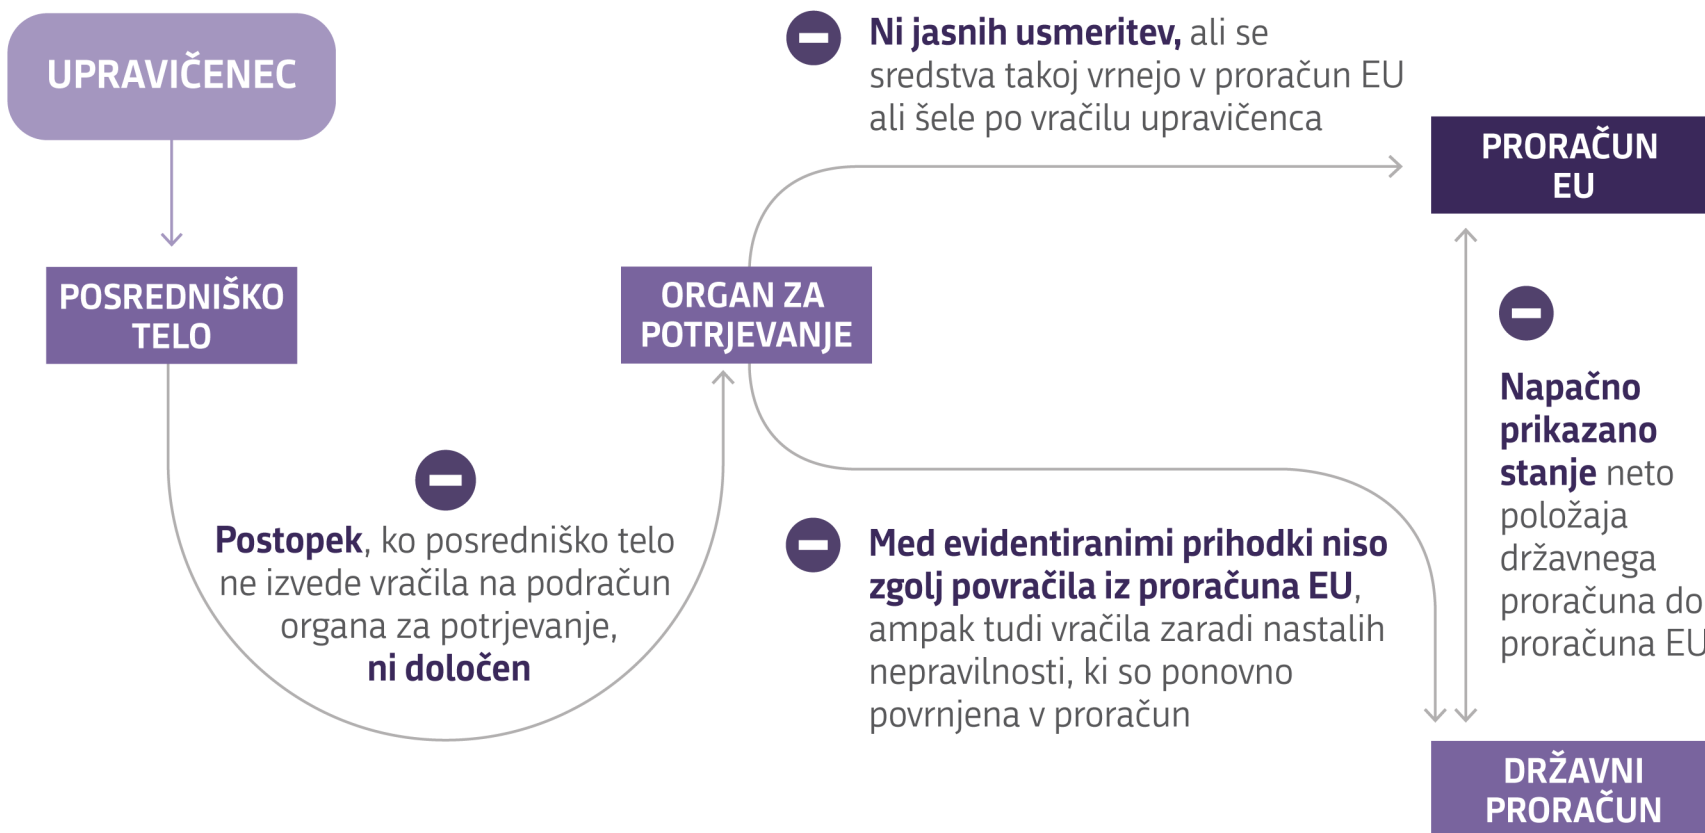 UPRAVIČENEC
Ni jasnih usmeritev, ali se
sredstva takoj vrnejo v proračun EU
ali šele po vračilu upravičenca
PRORAČUN
EU
POSREDNIŠKO
TELO
ORGAN ZA
POTRJEVANJE
Napačno
prikazano
stanje neto
položaja
državnega
proračuna do
proračuna EU
Postopek, ko posredniško telo
ne izvede vračila na podračun
organa za potrjevanje,
ni določen
Med evidentiranimi prihodki niso
zgolj povračila iz proračuna EU,
ampak tudi vračila zaradi nastalih
nepravilnosti, ki so ponovno
povrnjena v proračun
DRŽAVNI
PRORAČUN